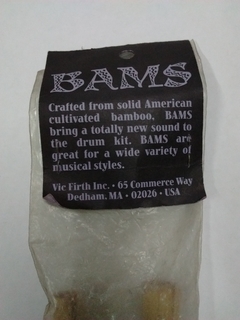 BAMS
Crafted from solid American
cultivated bamboo. BAMS
bring a totally new sound to
the drum kit. BAMS are
great for a wide variety of
musical styles.
Vic Firth Inc. • 65 Commerce Way
Dedham, MA • 02026 • USA